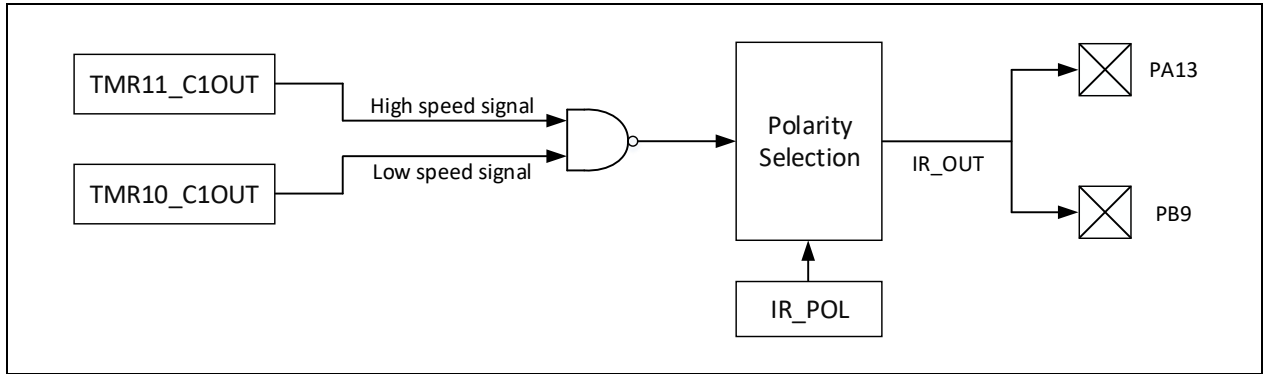 TMR11_C1OUT
High speed signal
Low speed signal
TMR10_C1OUT
Polarity
Selection
IR_OUT
IR_POL
PA13
PB9